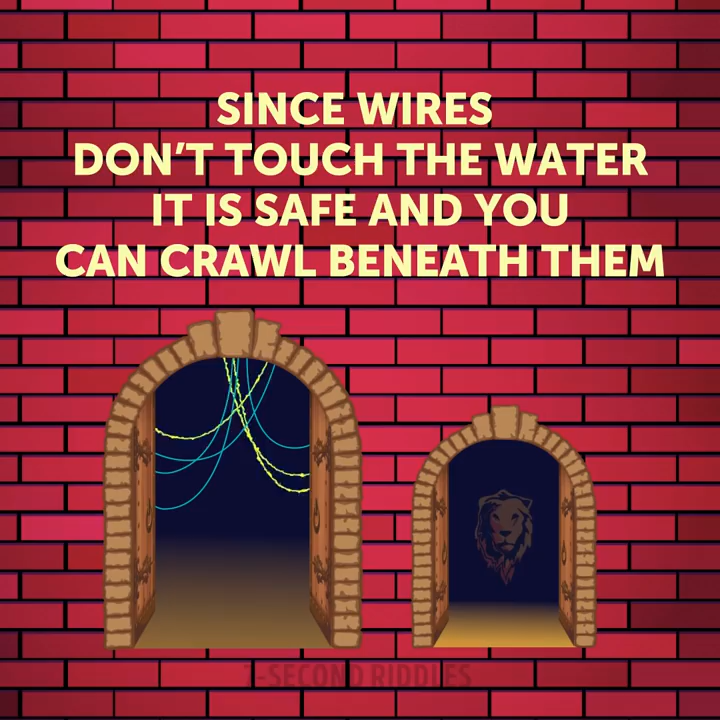 SINCE WIRES
DON'T TOUCH THE WATER
IT IS SAFE AND YOU
CAN CRAWL BENEATH THEM
7-SECOND RIDDLES